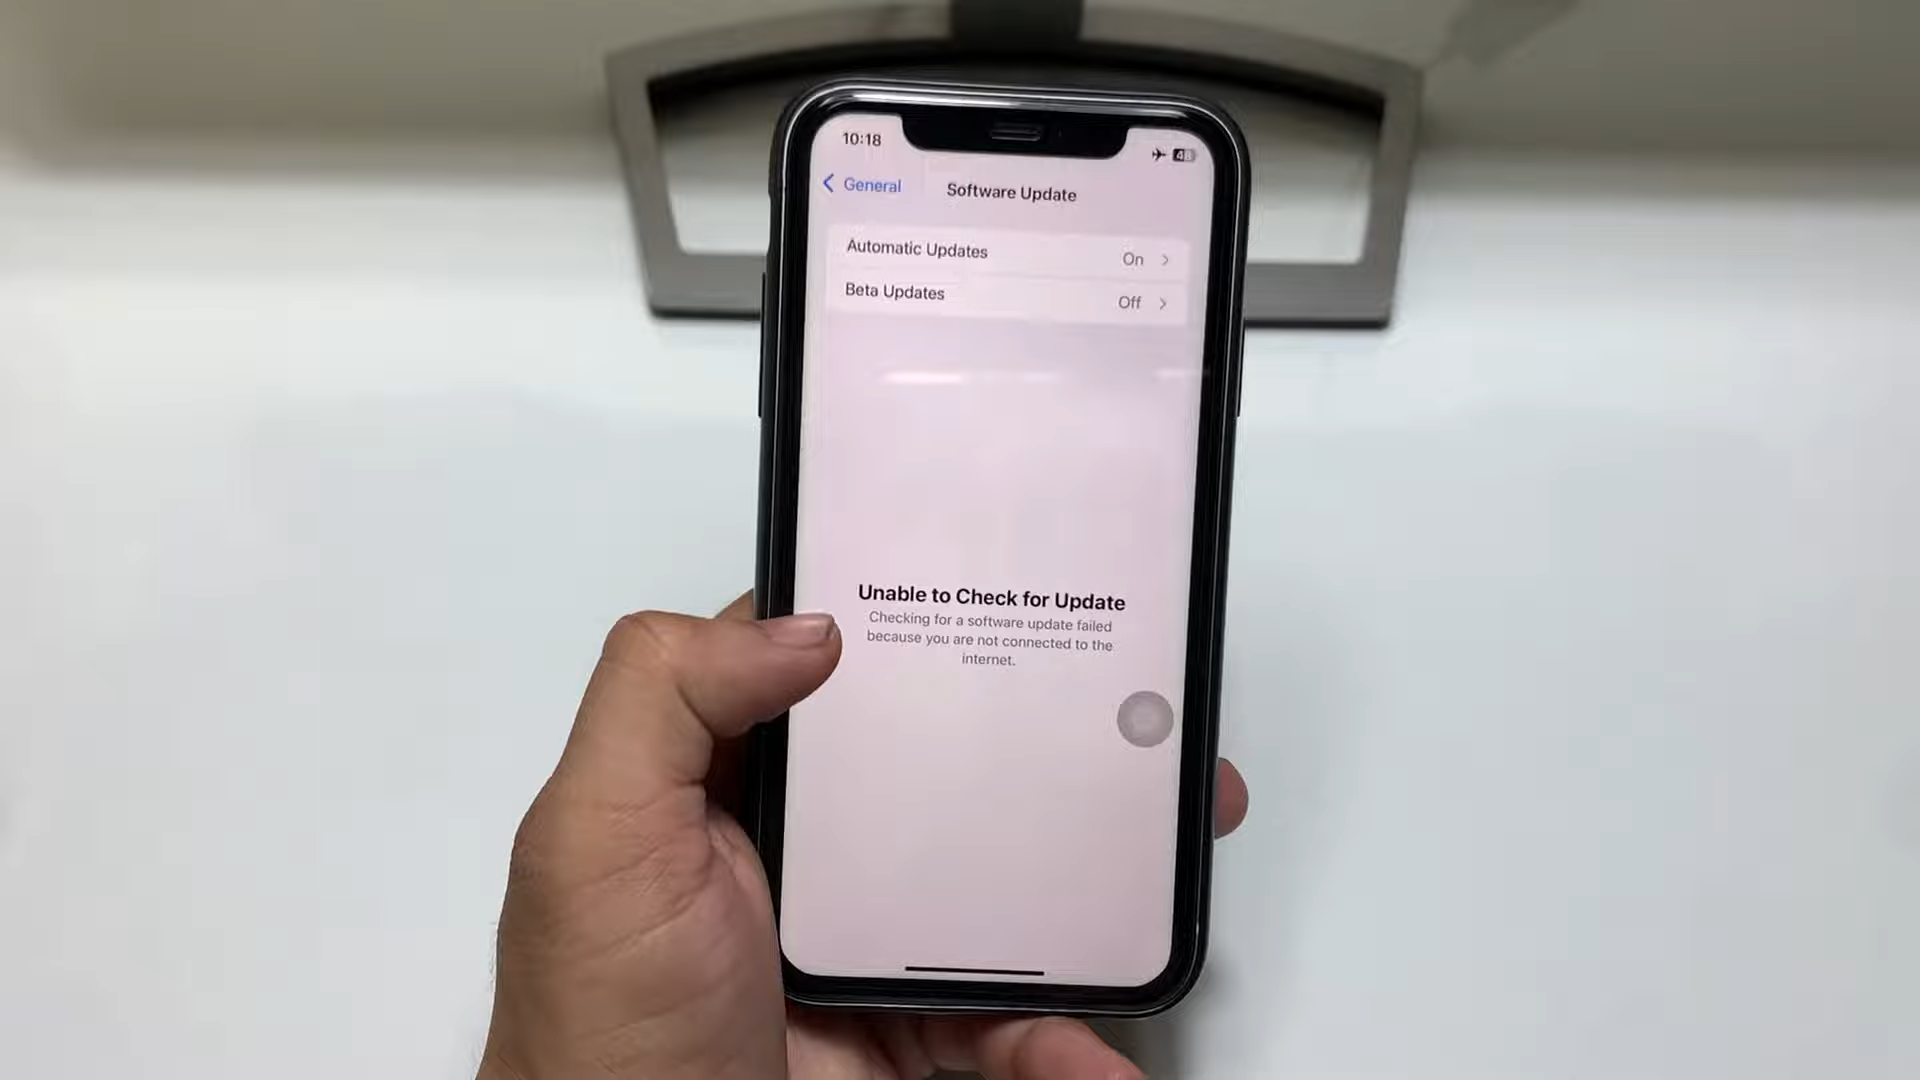 10:18
General
Software Update
Automatic Updates On
Beta Updates Off
Unable to Check for Update
Checking for a software update failed
because you are not connected to the
internet.